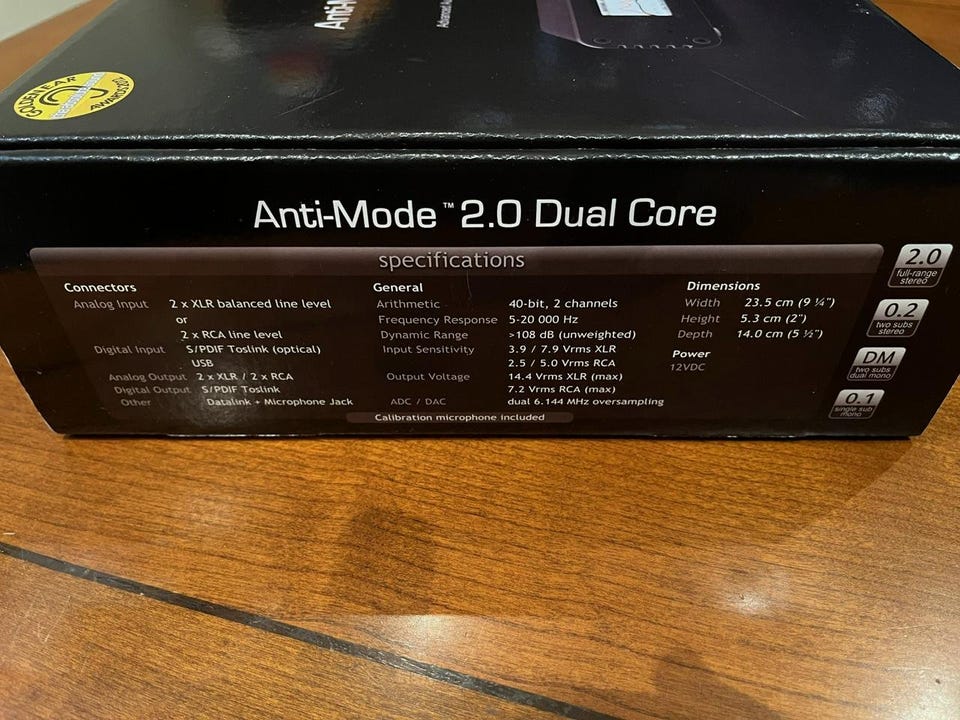 Anti-M
Advanced Au
GOLDEN EAR
AWARDS 20
Anti-Mode™ 2.0 Dual Core
specifications
Connectors
Analog Input 2 x XLR balanced line level
or
2 x RCA line level
Digital Input S/PDIF Toslink (optical)
USB
Analog Output 2 x XLR / 2 x RCA
Digital Output S/PDIF Toslink
Other Datalink + Microphone Jack
General
Arithmetic 40-bit, 2 channels
Frequency Response 5-20 000 Hz
Dynamic Range >108 dB (unweighted)
Input Sensitivity 3.9 / 7.9 Vrms XLR
2.5 / 5.0 Vrms RCA
Output Voltage 14.4 Vrms XLR (max)
7.2 Vrms RCA (max)
ADC / DAC dual 6.144 MHz oversampling
Calibration microphone included
Dimensions
Width 23.5 cm (9 ¼")
Height 5.3 cm (2")
Depth 14.0 cm (5 ½")
Power
12VDC
2.0
full-range
stereo
0.2
two subs
stereo
DM
two subs
dual mono
0.1
single sub
mono